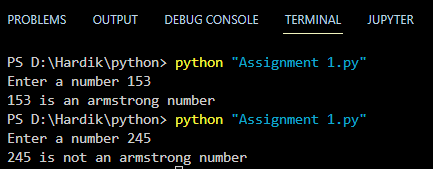 PROBLEMS OUTPUT DEBUG CONSOLE TERMINAL JUPYTER
PS D:\Hardik\python> python "Assignment 1.py"
Enter a number 153
153 is an armstrong number
PS D:\Hardik\python> python "Assignment 1.py"
Enter a number 245
245 is not an armstrong number